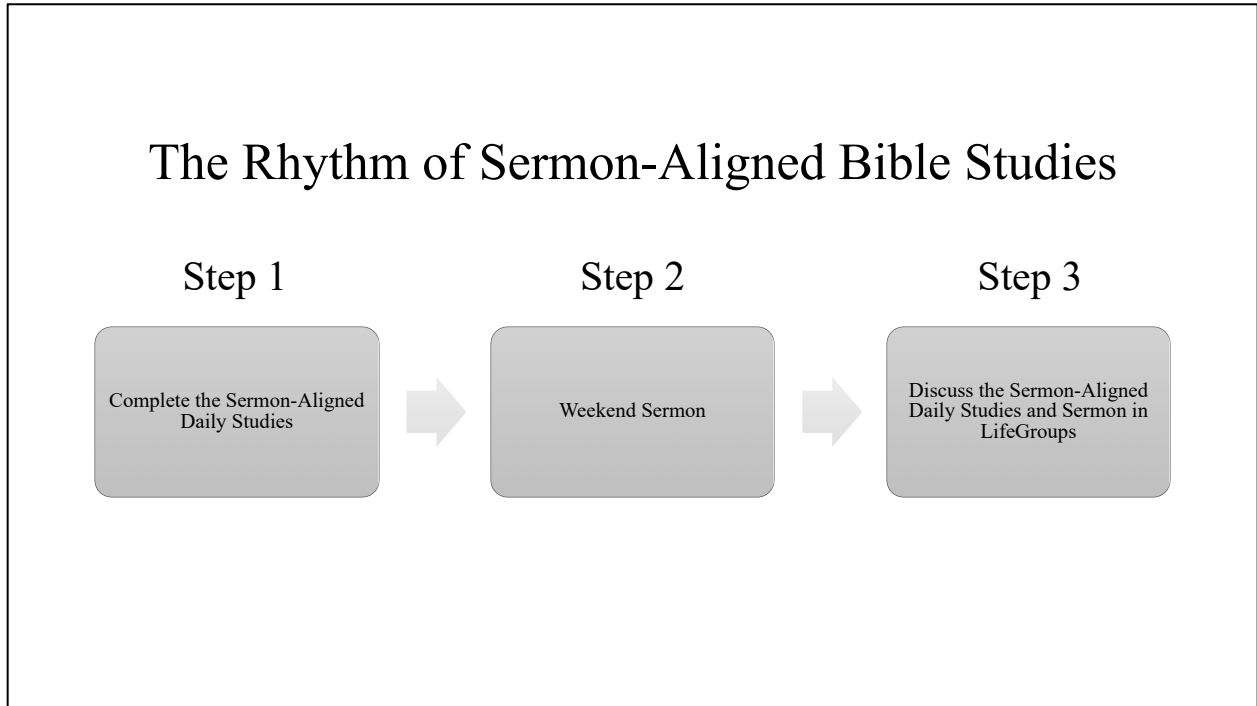 The Rhythm of Sermon-Aligned Bible Studies
Step 1
Step 2
Step 3
Complete the Sermon-Aligned
Daily Studies
Weekend Sermon
Discuss the Sermon-Aligned
Daily Studies and Sermon in
LifeGroups